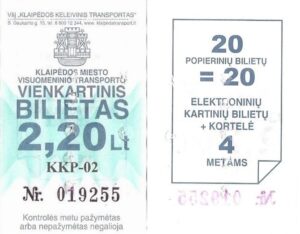 VšĮ „KLAIPĖDOS KELEIVINIS TRANSPORTAS"
KLAIPĖDOS MIESTO
VISUOMENINIO TRANSPORTO
VIENKARTINIS
BILIETAS
2,20 Lt
KKP-02
Nr. 019255
Kontrolės metu pažymėtas
arba nepažymėtas negalioja
20
POPIERINIŲ BILIETŲ
= 20
ELEKTRONINIŲ
KARTINIŲ BILIETŲ
+ KORTELĖ
4
METAMS